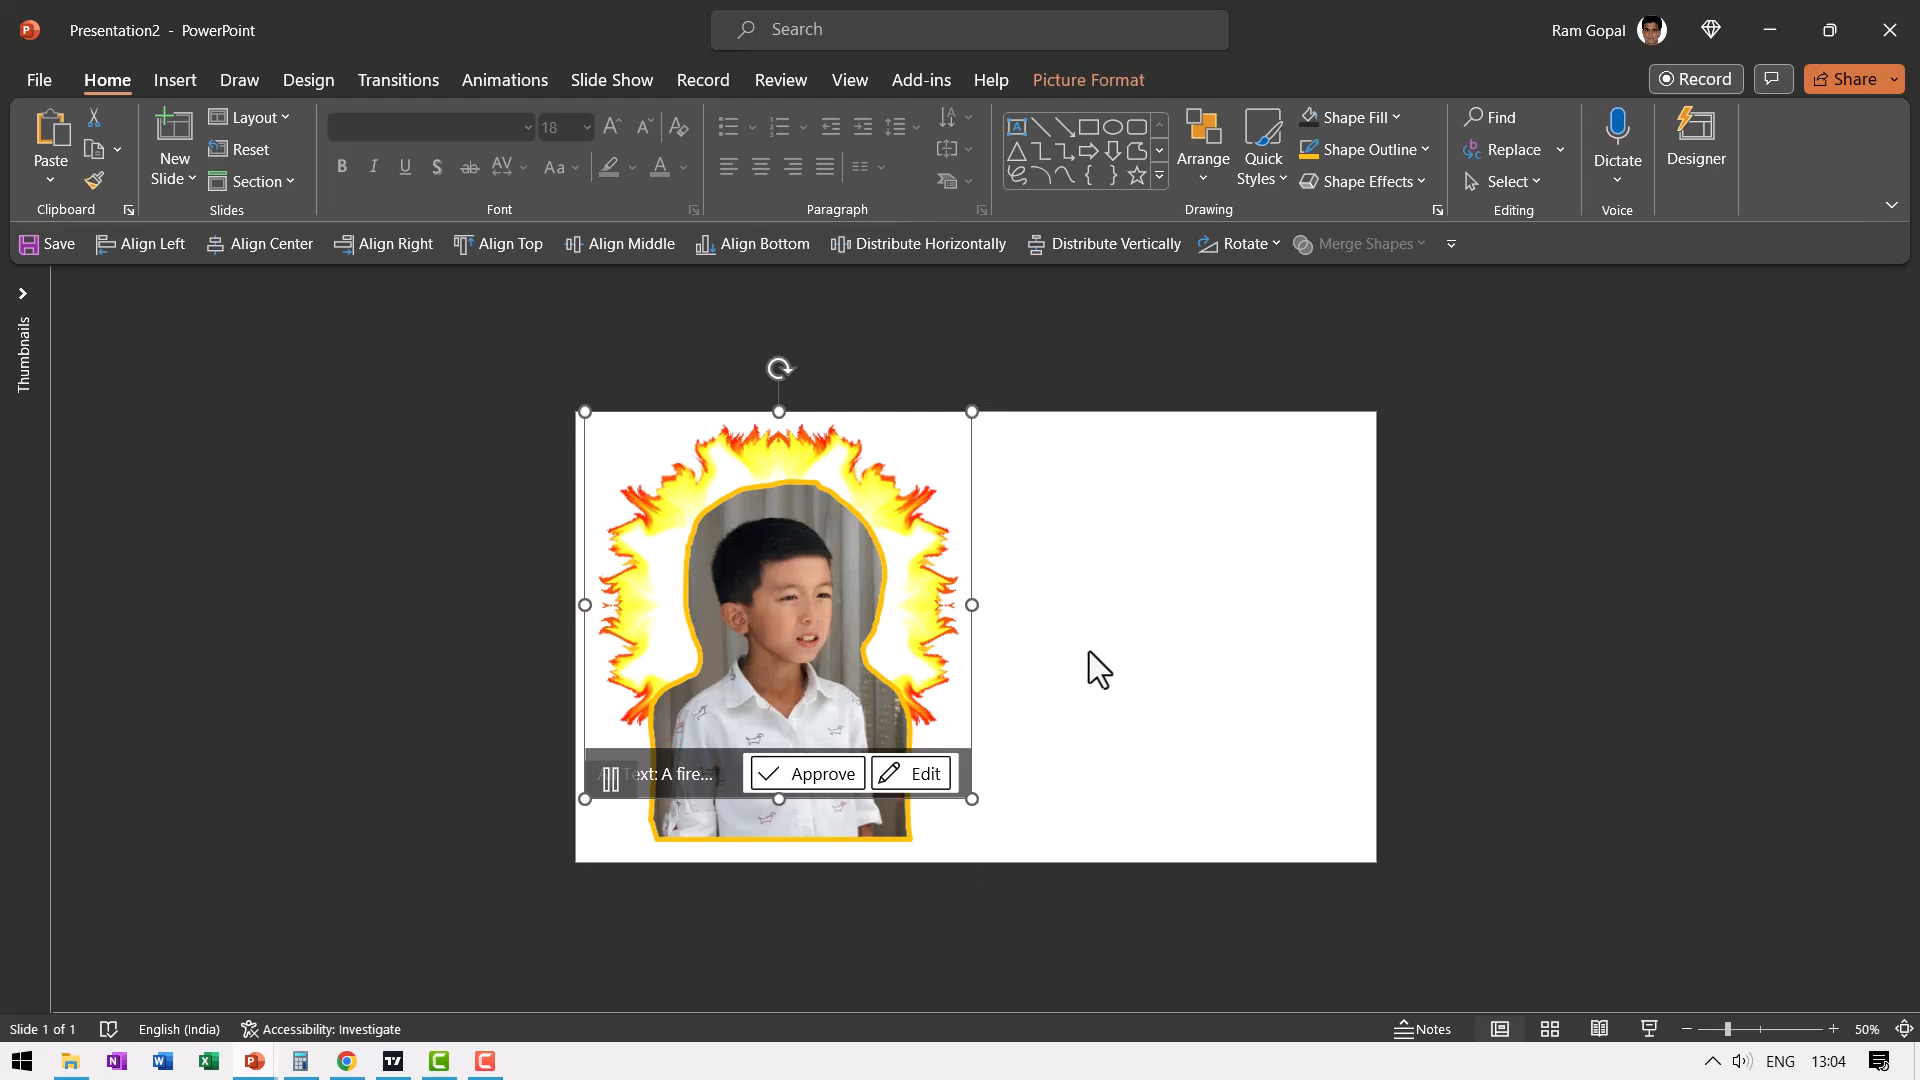 Presentation2 - PowerPoint
Search
Ram Gopal
File Home Insert Draw Design Transitions Animations Slide Show Record Review View Add-ins Help Picture Format
Record
Share
Paste
New Slide
Layout
Reset
Section
18
Arrange
Quick Styles
Shape Fill
Shape Outline
Shape Effects
Find
Replace
Select
Dictate
Designer
Clipboard Slides Font Paragraph Drawing Editing Voice
Save Align Left Align Center Align Right Align Top Align Middle Align Bottom Distribute Horizontally Distribute Vertically Rotate Merge Shapes
Thumbnails
Text: A fire...
Approve
Edit
Slide 1 of 1 English (India) Accessibility: Investigate Notes 50%
ENG 13:04